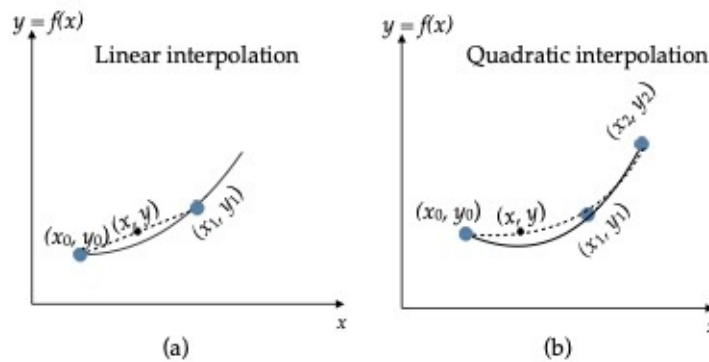 y = f(x)
Linear interpolation
(x₀, y₀)
(x, y)
(x₁, y₁)
x
(a)
y = f(x)
Quadratic interpolation
(x₂, y₂)
(x₀, y₀)
(x, y)
(x₁, y₁)
x
(b)